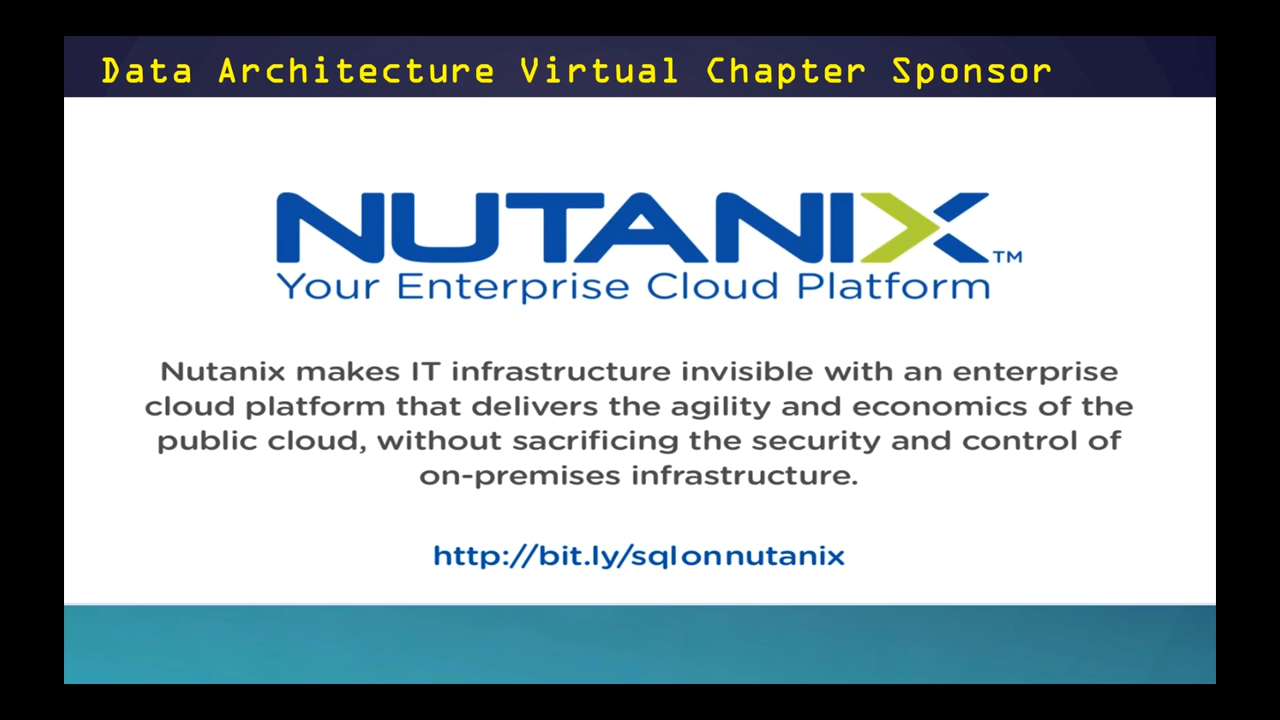 Data Architecture Virtual Chapter Sponsor
NUTANIX™
Your Enterprise Cloud Platform
Nutanix makes IT infrastructure invisible with an enterprise
cloud platform that delivers the agility and economics of the
public cloud, without sacrificing the security and control of
on-premises infrastructure.
http://bit.ly/sqlonnutanix